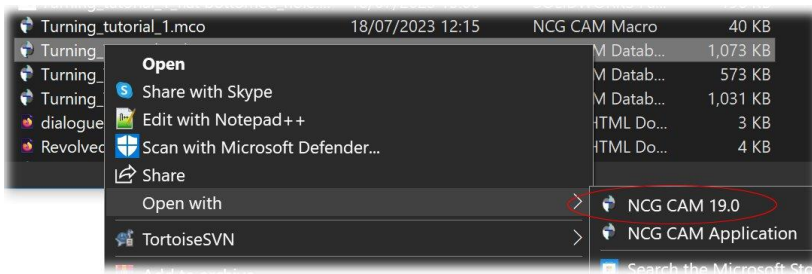 Turning_tutorial_1.mco 18/07/2023 12:15 NCG CAM Macro 40 KB
Turning_ M Datab... 1,073 KB
Turning_ M Datab... 573 KB
Turning_ M Datab... 1,031 KB
dialogue HTML Do... 3 KB
Revolved HTML Do... 4 KB
Open
Share with Skype
Edit with Notepad++
Scan with Microsoft Defender...
Share
Open with
TortoiseSVN
NCG CAM 19.0
NCG CAM Application
Search the Microsoft